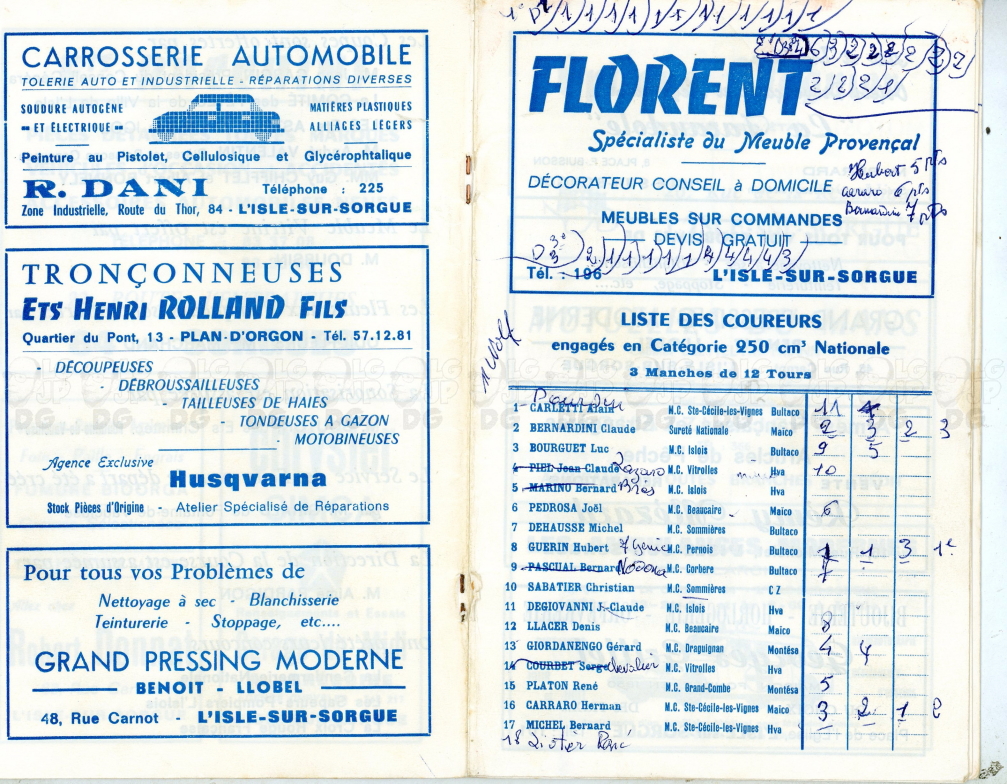 CARROSSERIE AUTOMOBILE
TOLERIE AUTO ET INDUSTRIELLE - RÉPARATIONS DIVERSES
SOUDURE AUTOGÈNE
ET ÉLECTRIQUE
MATIÈRES PLASTIQUES
ALLIAGES LÉGERS
Peinture au Pistolet, Cellulosique et Glycérophtalique
R. DANI
Téléphone : 225
Zone Industrielle, Route du Thor, 84 - L'ISLE-SUR-SORGUE
TRONÇONNEUSES
ETS HENRI ROLLAND FILS
Quartier du Pont, 13 - PLAN-D'ORGON - Tél. 57.12.81
- DÉCOUPEUSES
- DÉBROUSSAILLEUSES
- TAILLEUSES DE HAIES
- TONDEUSES A GAZON
- MOTOBINEUSES
Agence Exclusive
Husqvarna
Stock Pièces d'Origine - Atelier Spécialisé de Réparations
Pour tous vos Problèmes de
Nettoyage à sec - Blanchisserie
Teinturerie - Stoppage, etc....
GRAND PRESSING MODERNE
BENOIT - LLOBEL
48, Rue Carnot - L'ISLE-SUR-SORGUE
FLORENT
Spécialiste du Meuble Provençal
DÉCORATEUR CONSEIL à DOMICILE
Hubert 5 pts
Carraro 6 pts
Bernardini 7 pts
MEUBLES SUR COMMANDES
DEVIS GRATUIT
Tél. : 196 L'ISLE-SUR-SORGUE
LISTE DES COUREURS
engagés en Catégorie 250 cm³ Nationale
3 Manches de 12 Tours
1 CARLETTI Alain M.C. Ste-Cécile-les-Vignes Bultaco 11
2 BERNARDINI Claude Sureté Nationale Maico 2 3 2 3
3 BOURGUET Luc M.C. Islois Bultaco 9 5
4 PIEL Jean Claude M.C. Vitrolles Hva 10
5 MARINO Bernard M.C. Islois Hva
6 PEDROSA Joël M.C. Beaucaire Maico 6
7 DEHAUSSE Michel M.C. Sommières Bultaco
8 GUERIN Hubert M.C. Pernois Bultaco 1 1 3 1e
9 PASCUAL Bernard M.C. Corbere Bultaco 7
10 SABATIER Christian M.C. Sommières C Z
11 DEGIOVANNI J.-Claude M.C. Islois Hva
12 LLACER Denis M.C. Beaucaire Maico 8
13 GIORDANENGO Gérard M.C. Draguignan Montésa 4 4
14 COURBET Serge Chevalier M.C. Vitrolles Hva
15 PLATON René M.C. Grand-Combe Montésa 5
16 CARRARO Herman M.C. Ste-Cécile-les-Vignes Maico 3 2 1 2
17 MICHEL Bernard M.C. Ste-Cécile-les-Vignes Hva
18